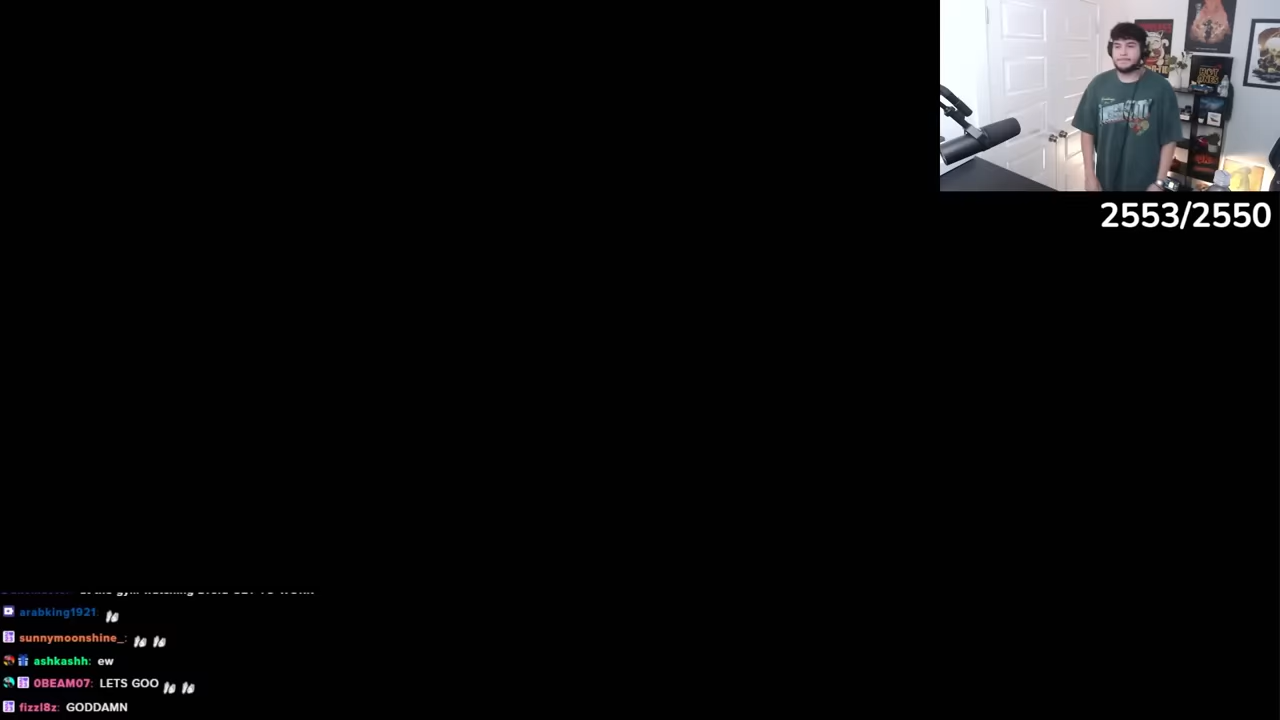 2553/2550
arabking1921:
sunnymoonshine_:
ashkashh: ew
0BEAM07: LETS GOO
fizzl8z: GODDAMN